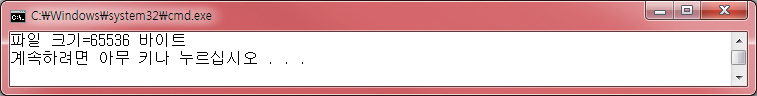 C:₩Windows₩system32₩cmd.exe
파일 크기=65536 바이트
계속하려면 아무 키나 누르십시오 . . .